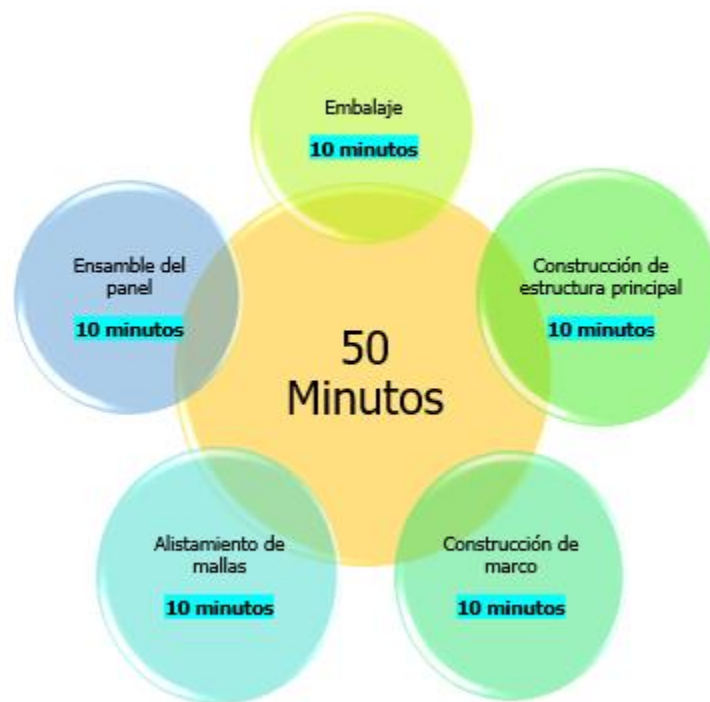 Embalaje
10 minutos
Ensamble del
panel
10 minutos
Construcción de
estructura principal
10 minutos
50
Minutos
Alistamiento de
mallas
10 minutos
Construcción de
marco
10 minutos